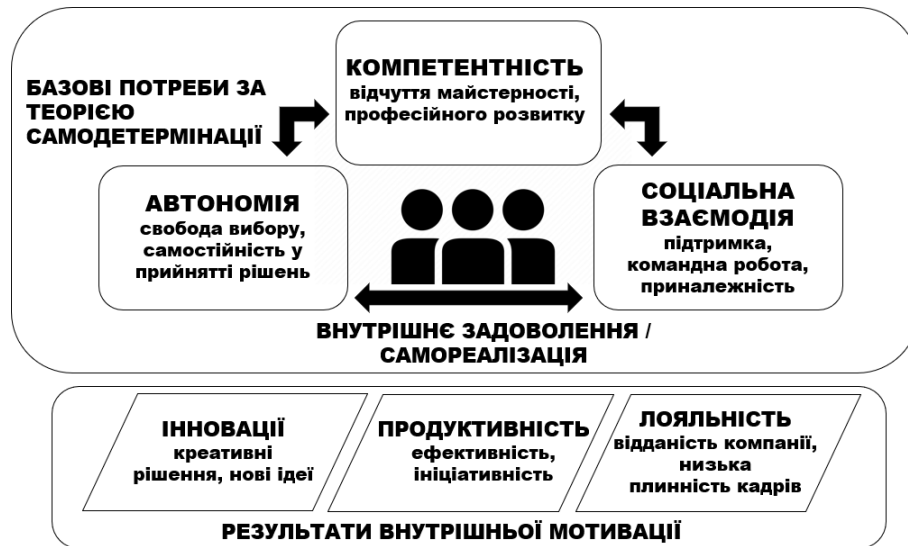 БАЗОВІ ПОТРЕБИ ЗА
ТЕОРІЄЮ
САМОДЕТЕРМІНАЦІЇ
КОМПЕТЕНТНІСТЬ
відчуття майстерності,
професійного розвитку
АВТОНОМІЯ
свобода вибору,
самостійність у
прийнятті рішень
СОЦІАЛЬНА
ВЗАЄМОДІЯ
підтримка,
командна робота,
приналежність
ВНУТРІШНЄ ЗАДОВОЛЕННЯ /
САМОРЕАЛІЗАЦІЯ
ІННОВАЦІЇ
креативні
рішення, нові ідеї
ПРОДУКТИВНІСТЬ
ефективність,
ініціативність
ЛОЯЛЬНІСТЬ
відданість компанії,
низька
плинність кадрів
РЕЗУЛЬТАТИ ВНУТРІШНЬОЇ МОТИВАЦІЇ